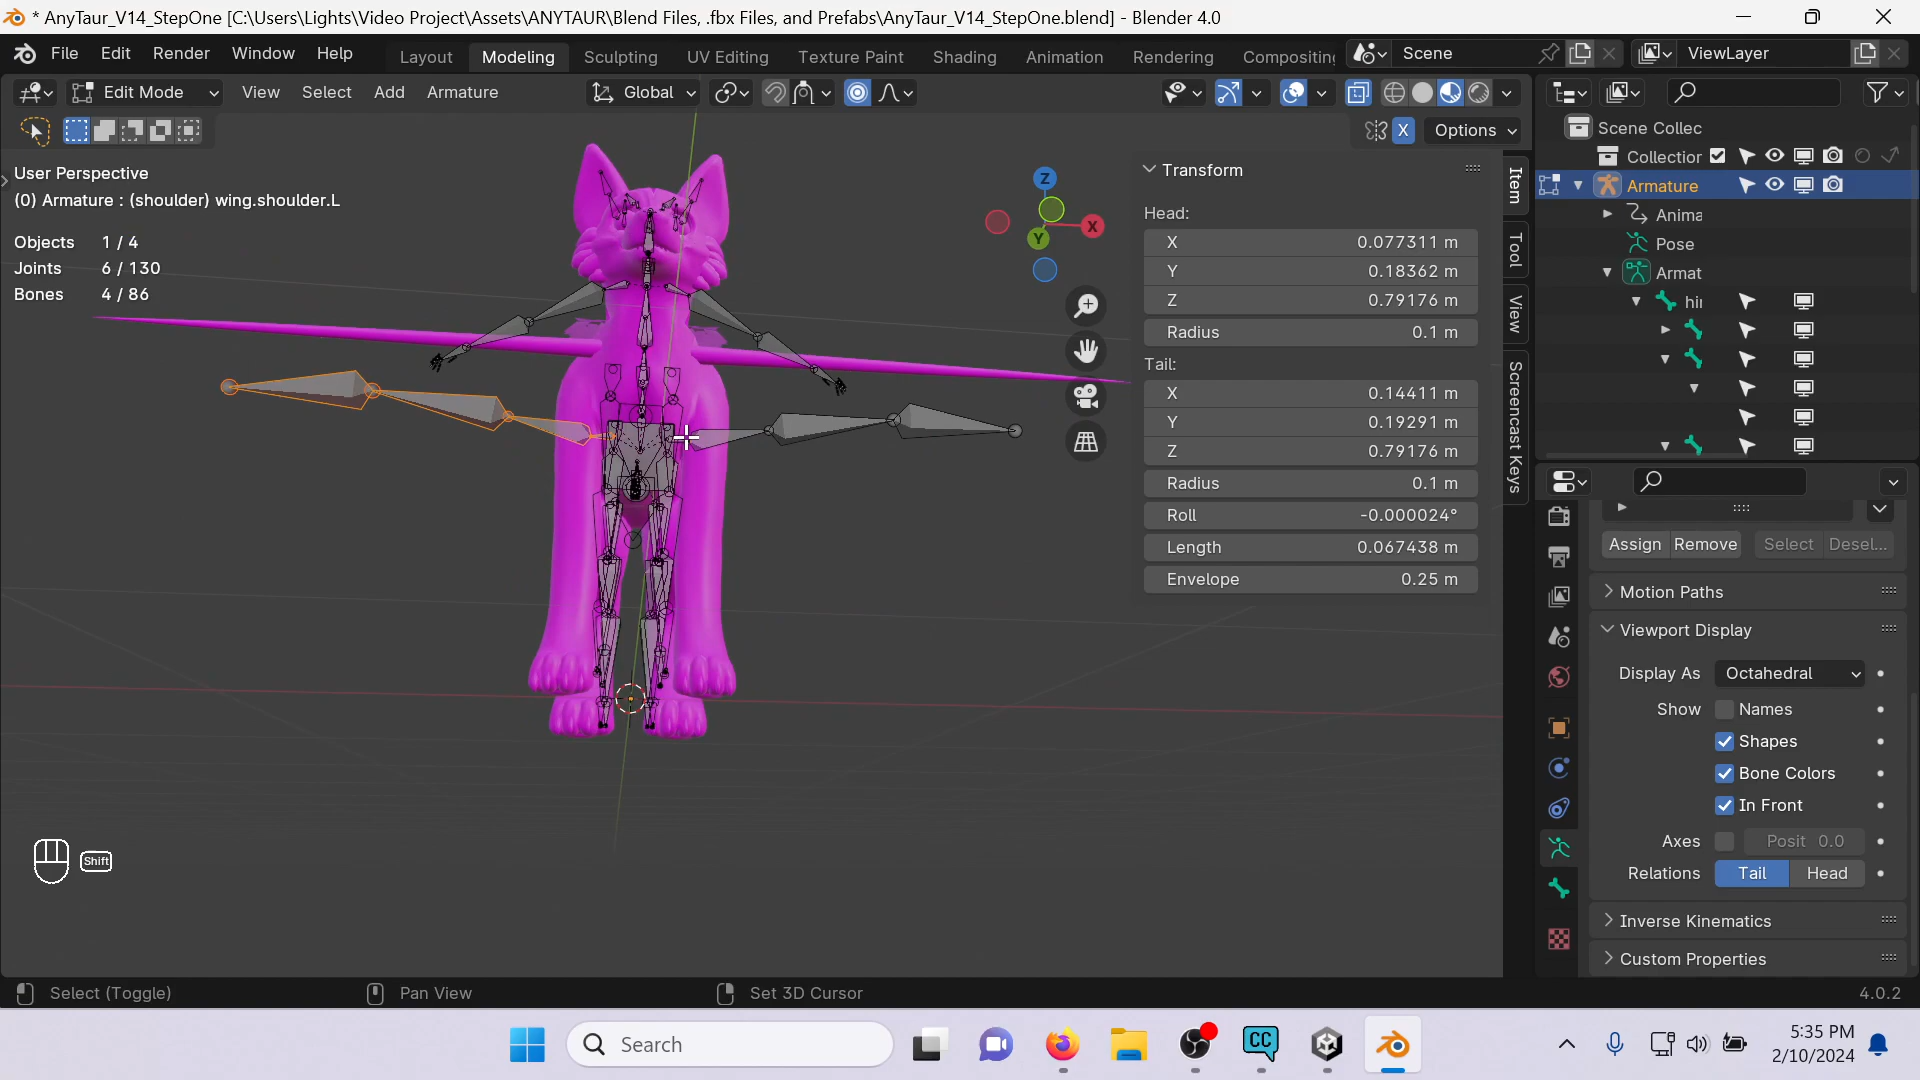 * AnyTaur_V14_StepOne [C:\Users\Lights\Video Project\Assets\ANYTAUR\Blend Files, .fbx Files, and Prefabs\AnyTaur_V14_StepOne.blend] - Blender 4.0
File Edit Render Window Help Layout Modeling Sculpting UV Editing Texture Paint Shading Animation Rendering Compositing Scene ViewLayer
Edit Mode View Select Add Armature Global
X Options
User Perspective
(0) Armature : (shoulder) wing.shoulder.L
Objects 1 / 4
Joints 6 / 130
Bones 4 / 86
Z
X
Y
Transform
Head:
X 0.077311 m
Y 0.18362 m
Z 0.79176 m
Radius 0.1 m
Tail:
X 0.14411 m
Y 0.19291 m
Z 0.79176 m
Radius 0.1 m
Roll -0.000024°
Length 0.067438 m
Envelope 0.25 m
Item
Tool
View
Screencast Keys
Scene Collec
Collection
Armature
Anima
Pose
Armat
hi
Assign Remove Select Desel...
Motion Paths
Viewport Display
Display As Octahedral
Show Names
Shapes
Bone Colors
In Front
Axes Posit 0.0
Relations Tail Head
Inverse Kinematics
Custom Properties
Shift
Select (Toggle) Pan View Set 3D Cursor 4.0.2
Search
CC
5:35 PM
2/10/2024